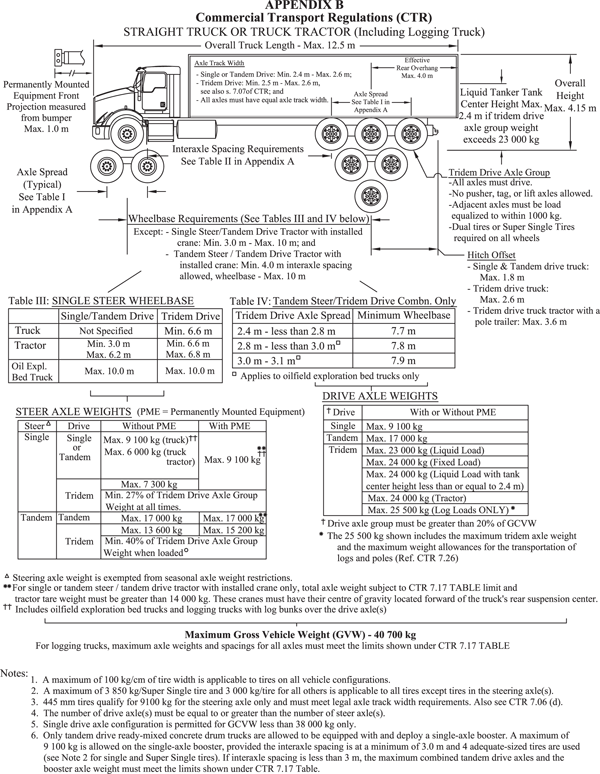 APPENDIX B
Commercial Transport Regulations (CTR)
STRAIGHT TRUCK OR TRUCK TRACTOR (Including Logging Truck)
Overall Truck Length - Max. 12.5 m
Axle Track Width
- Single or Tandem Drive: Min. 2.4 m - Max. 2.6 m;
- Tridem Drive: Min. 2.5 m - Max. 2.6 m,
see also s. 7.07of CTR; and
- All axles must have equal axle track width.
Effective
Rear Overhang
Max. 4.0 m
Axle Spread
See Table I in
Appendix A
Permanently Mounted
Equipment Front
Projection measured
from bumper
Max. 1.0 m
Liquid Tanker Tank
Center Height Max.
2.4 m if tridem drive
axle group weight
exceeds 23 000 kg
Overall
Height
Max. 4.15 m
Interaxle Spacing Requirements
See Table II in Appendix A
Axle Spread
(Typical)
See Table I
in Appendix A
Tridem Drive Axle Group
-All axles must drive.
-No pusher, tag, or lift axles allowed.
-Adjacent axles must be load
equalized to within 1000 kg.
-Dual tires or Super Single Tires
required on all wheels
Wheelbase Requirements (See Tables III and IV below)
Except: - Single Steer/Tandem Drive Tractor with installed
crane: Min. 3.0 m - Max. 10 m; and
- Tandem Steer / Tandem Drive Tractor with
installed crane: Min. 4.0 m interaxle spacing
allowed, wheelbase - Max. 10 m
Hitch Offset
- Single & Tandem drive truck:
Max. 1.8 m
- Tridem drive truck:
Max. 2.6 m
- Tridem drive truck tractor with a
pole trailer: Max. 3.6 m
Table III: SINGLE STEER WHEELBASE
Single/Tandem Drive Tridem Drive
Truck Not Specified Min. 6.6 m
Tractor Min. 3.0 m Min. 6.6 m
Max. 6.2 m Max. 6.8 m
Oil Expl.
Bed Truck Max. 10.0 m Max. 10.0 m
Table IV: Tandem Steer/Tridem Drive Combn. Only
Tridem Drive Axle Spread Minimum Wheelbase
2.4 m - less than 2.8 m 7.7 m
2.8 m - less than 3.0 m¤ 7.8 m
3.0 m - 3.1 m¤ 7.9 m
¤ Applies to oilfield exploration bed trucks only
STEER AXLE WEIGHTS (PME = Permanently Mounted Equipment)
Steer△ Drive Without PME With PME
Single Single or Tandem Max. 9 100 kg (truck)††
Max. 6 000 kg (truck tractor) Max. 9 100 kg**††
Max. 7 300 kg
Tridem Min. 27% of Tridem Drive Axle Group
Weight at all times.
Tandem Tandem Max. 17 000 kg Max. 17 000 kg**
Max. 13 600 kg Max. 15 200 kg
Tridem Min. 40% of Tridem Drive Axle Group
Weight when loaded°
DRIVE AXLE WEIGHTS
† Drive With or Without PME
Single Max. 9 100 kg
Tandem Max. 17 000 kg
Tridem Max. 23 000 kg (Liquid Load)
Max. 24 000 kg (Fixed Load)
Max. 24 000 kg (Liquid Load with tank
center height less than or equal to 2.4 m)
Max. 24 000 kg (Tractor)
Max. 25 500 kg (Log Loads ONLY) *
† Drive axle group must be greater than 20% of GCVW
* The 25 500 kg shown includes the maximum tridem axle weight
and the maximum weight allowances for the transportation of
logs and poles (Ref. CTR 7.26)
△ Steering axle weight is exempted from seasonal axle weight restrictions.
**For single or tandem steer / tandem drive tractor with installed crane only, total axle weight subject to CTR 7.17 TABLE limit and
tractor tare weight must be greater than 14 000 kg. These cranes must have their centre of gravity located forward of the truck's rear suspension center.
†† Includes oilfield exploration bed trucks and logging trucks with log bunks over the drive axle(s)
Maximum Gross Vehicle Weight (GVW) - 40 700 kg
For logging trucks, maximum axle weights and spacings for all axles must meet the limits shown under CTR 7.17 TABLE
Notes:
1. A maximum of 100 kg/cm of tire width is applicable to tires on all vehicle configurations.
2. A maximum of 3 850 kg/Super Single tire and 3 000 kg/tire for all others is applicable to all tires except tires in the steering axle(s).
3. 445 mm tires qualify for 9100 kg for the steering axle only and must meet legal axle track width requirements. Also see CTR 7.06 (d).
4. The number of drive axle(s) must be equal to or greater than the number of steer axle(s).
5. Single drive axle configuration is permitted for GCVW less than 38 000 kg only.
6. Only tandem drive ready-mixed concrete drum trucks are allowed to be equipped with and deploy a single-axle booster. A maximum of
9 100 kg is allowed on the single-axle booster, provided the interaxle spacing is at a minimum of 3.0 m and 4 adequate-sized tires are used
(see Note 2 for single and Super Single tires). If interaxle spacing is less than 3 m, the maximum combined tandem drive axles and the
booster axle weight must meet the limits shown under CTR 7.17 Table.